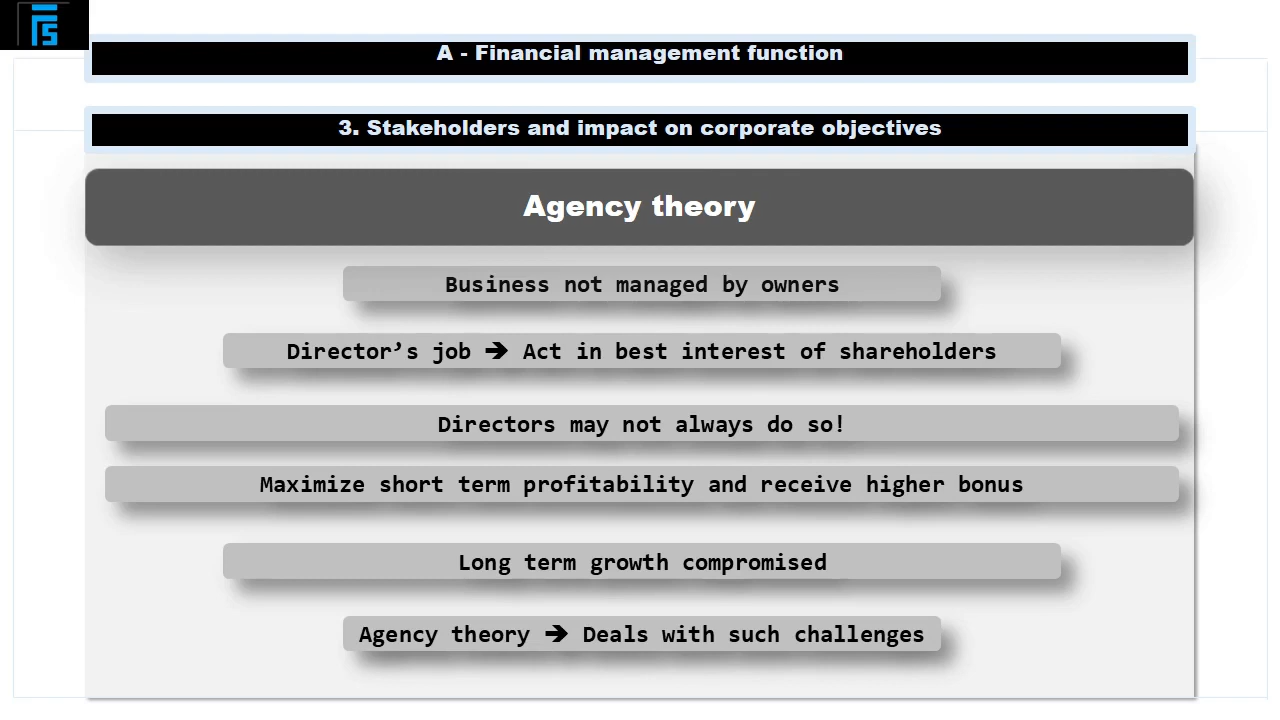 A - Financial management function
3. Stakeholders and impact on corporate objectives
Agency theory
Business not managed by owners
Director’s job ➔ Act in best interest of shareholders
Directors may not always do so!
Maximize short term profitability and receive higher bonus
Long term growth compromised
Agency theory ➔ Deals with such challenges